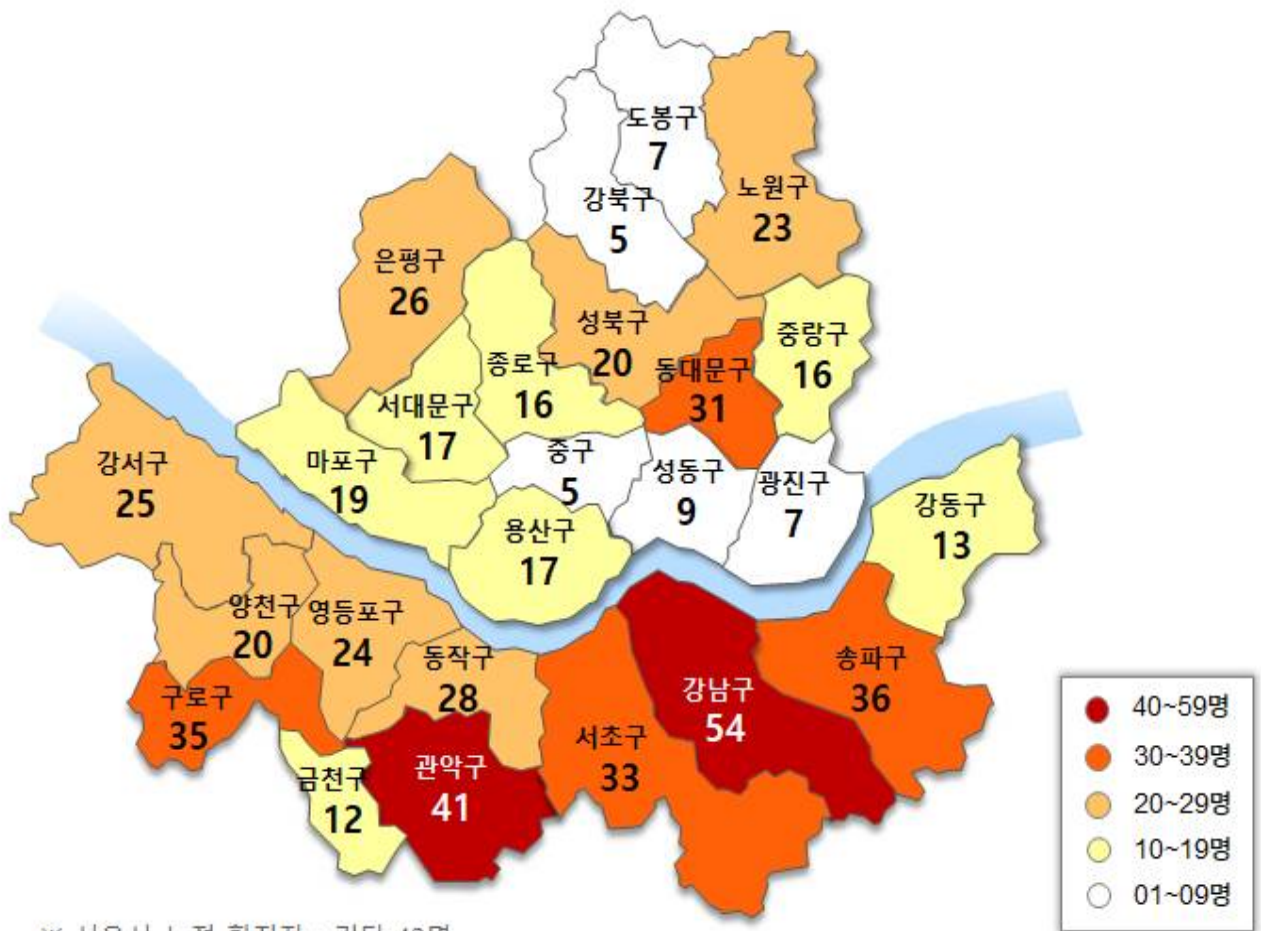 도봉구
7
강북구
5
노원구
23
은평구
26
성북구
20
종로구
16
동대문구
31
중랑구
16
서대문구
17
마포구
19
중구
5
성동구
9
광진구
7
강서구
25
용산구
17
강동구
13
양천구
20
영등포구
24
동작구
28
구로구
35
금천구
12
관악구
41
서초구
33
강남구
54
송파구
36
40~59명
30~39명
20~29명
10~19명
01~09명